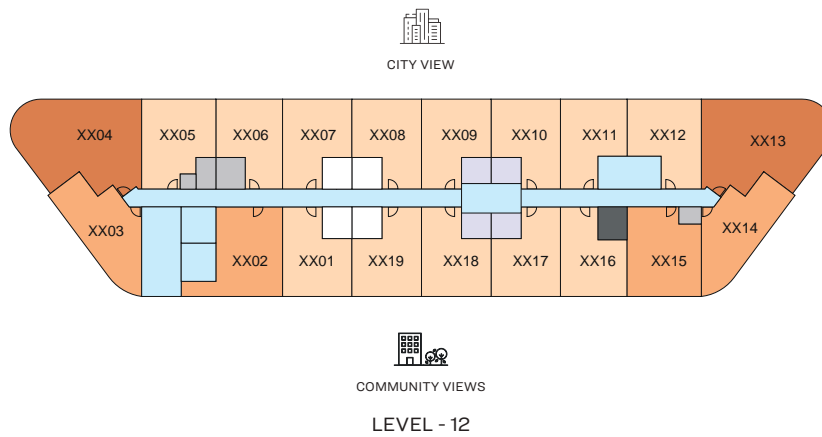 CITY VIEW
XX04
XX05
XX06
XX07
XX08
XX09
XX10
XX11
XX12
XX13
XX03
XX02
XX01
XX19
XX18
XX17
XX16
XX15
XX14
COMMUNITY VIEWS
LEVEL - 12